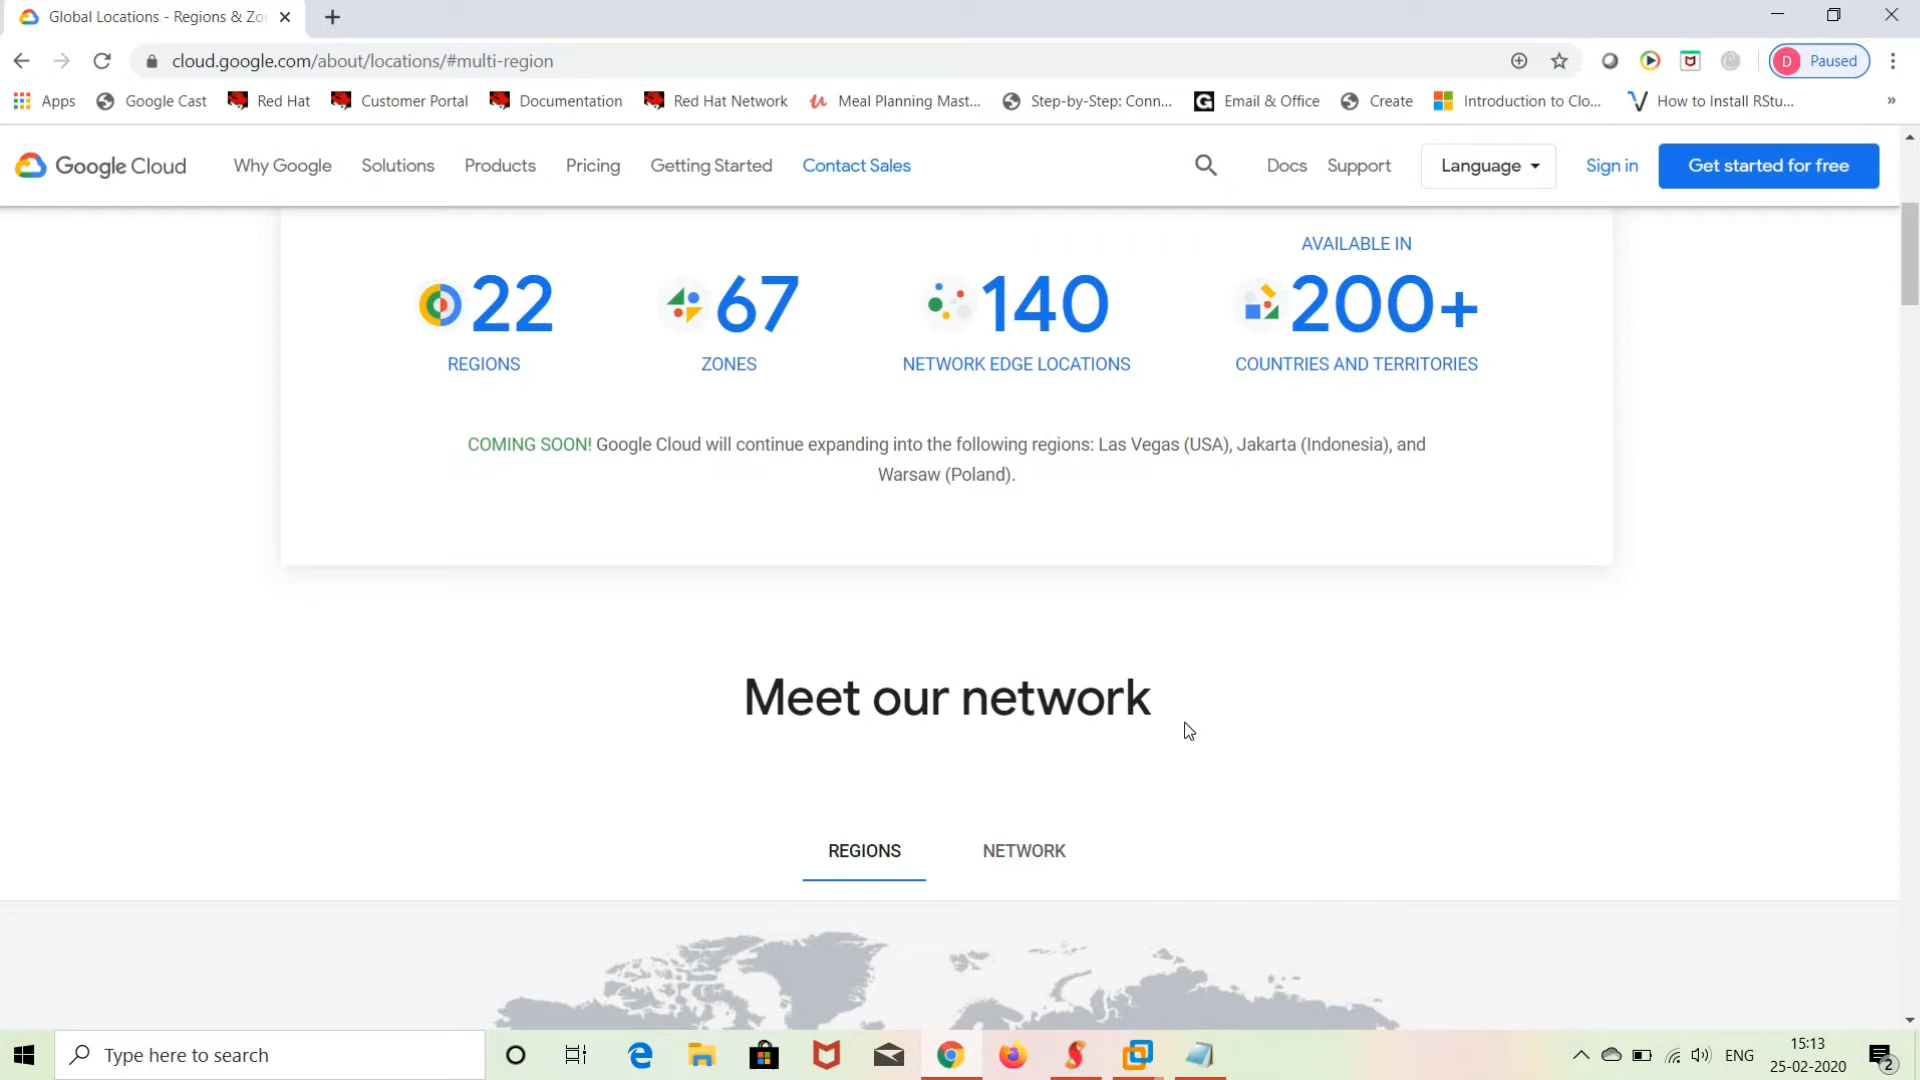 Global Locations - Regions & Zo
cloud.google.com/about/locations/#multi-region
D Paused
Apps Google Cast Red Hat Customer Portal Documentation Red Hat Network Meal Planning Mast... Step-by-Step: Conn... Email & Office Create Introduction to Clo... How to Install RStu... »
Google Cloud Why Google Solutions Products Pricing Getting Started Contact Sales Docs Support Language Sign in Get started for free
AVAILABLE IN
22 67 140 200+
REGIONS ZONES NETWORK EDGE LOCATIONS COUNTRIES AND TERRITORIES
COMING SOON! Google Cloud will continue expanding into the following regions: Las Vegas (USA), Jakarta (Indonesia), and
Warsaw (Poland).
Meet our network
REGIONS NETWORK
Type here to search
ENG
15:13
25-02-2020
2